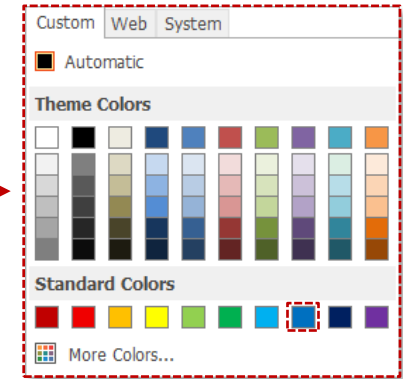 Custom Web System
Automatic
Theme Colors
Standard Colors
More Colors...